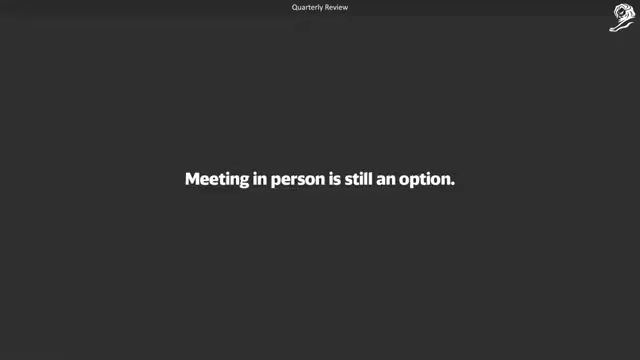 Quarterly Review
Meeting in person is still an option.